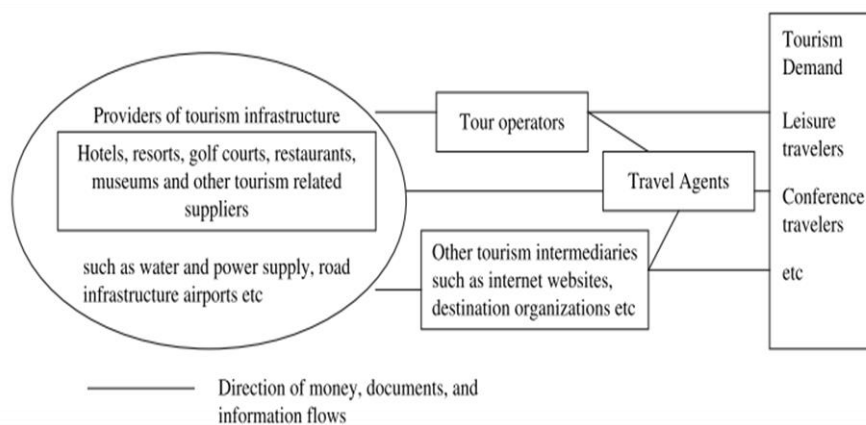 Providers of tourism infrastructure
Hotels, resorts, golf courts, restaurants,
museums and other tourism related
suppliers
such as water and power supply, road
infrastructure airports etc
Tour operators
Travel Agents
Other tourism intermediaries
such as internet websites,
destination organizations etc
Tourism
Demand
Leisure
travelers
Conference
travelers
etc
Direction of money, documents, and
information flows